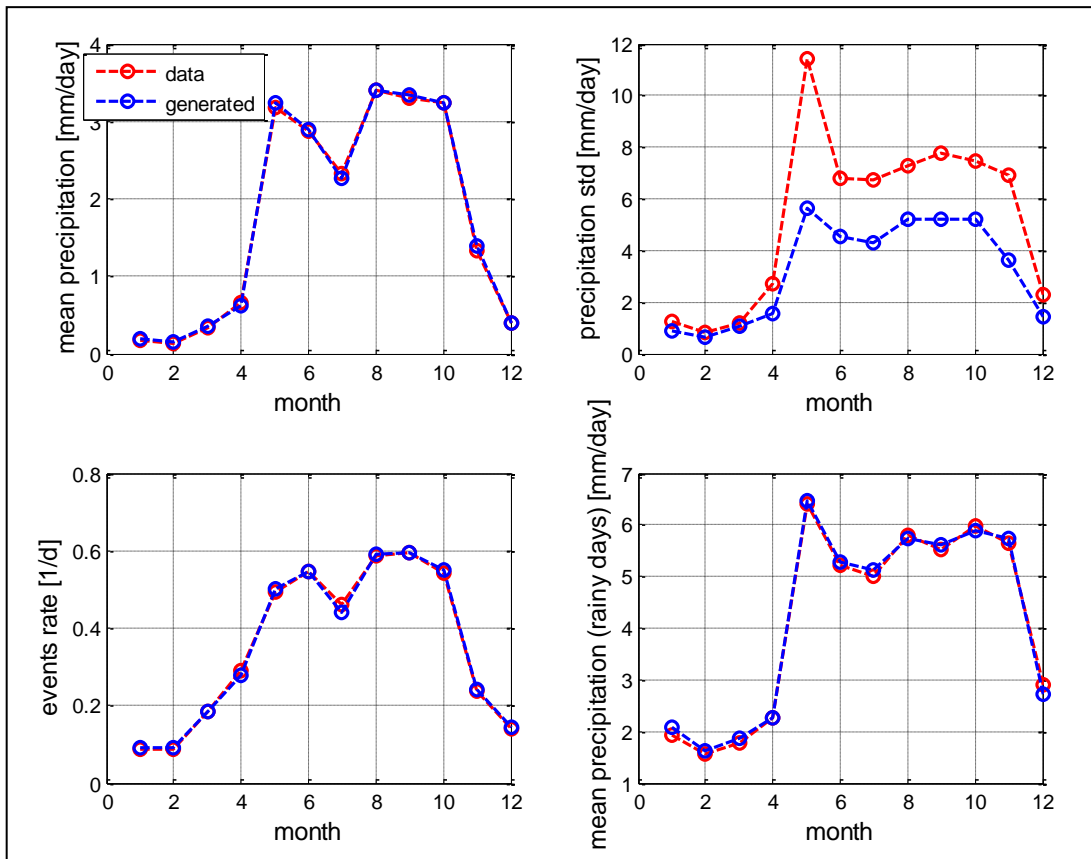 mean precipitation [mm/day]
4
3
2
1
0
data
generated
0 2 4 6 8 10 12
month
precipitation std [mm/day]
12
10
8
6
4
2
0
0 2 4 6 8 10 12
month
events rate [1/d]
0.8
0.6
0.4
0.2
0
0 2 4 6 8 10 12
month
mean precipitation (rainy days) [mm/day]
7
6
5
4
3
2
1
0 2 4 6 8 10 12
month